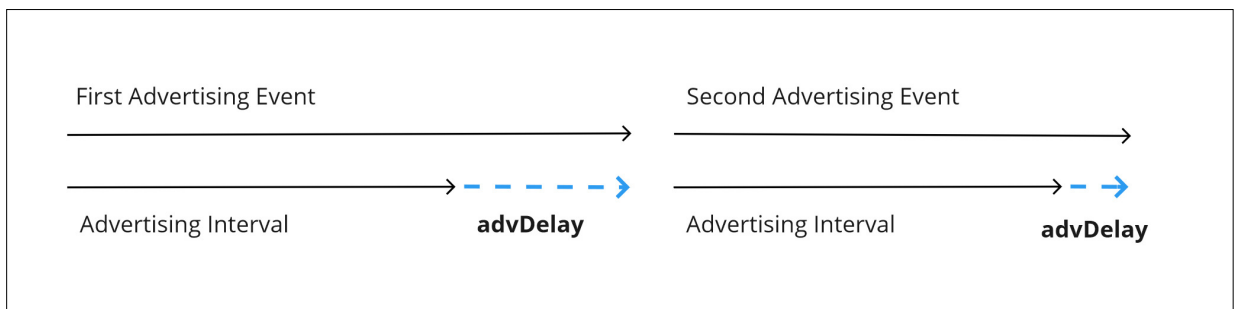 First Advertising Event
Second Advertising Event
Advertising Interval
advDelay
Advertising Interval
advDelay